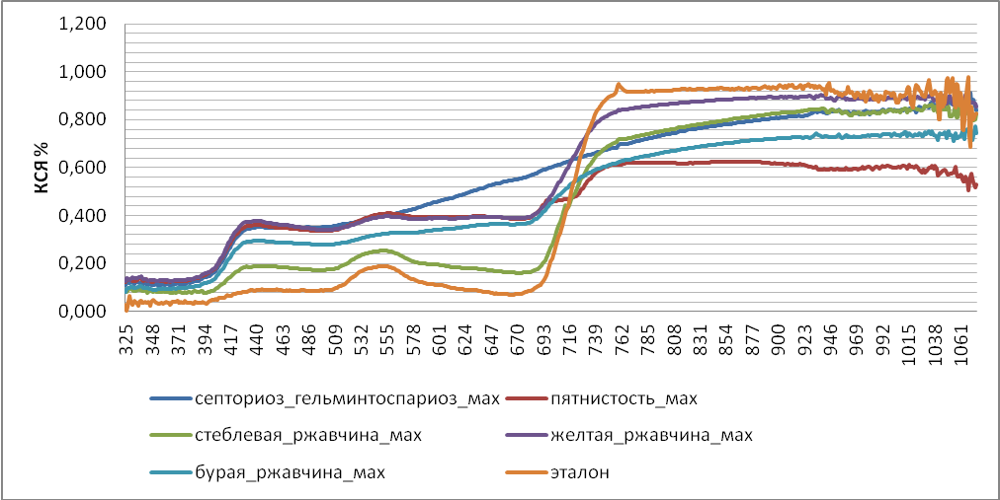 1,200
1,000
0,800
0,600
0,400
0,200
0,000
КСЯ %
325 348 371 394 417 440 463 486 509 532 555 578 601 624 647 670 693 716 739 762 785 808 831 854 877 900 923 946 969 992 1015 1038 1061
септориоз_гельминтоспариоз_мах пятнистость_мах
стеблевая_ржавчина_мах желтая_ржавчина_мах
бурая_ржавчина_мах эталон